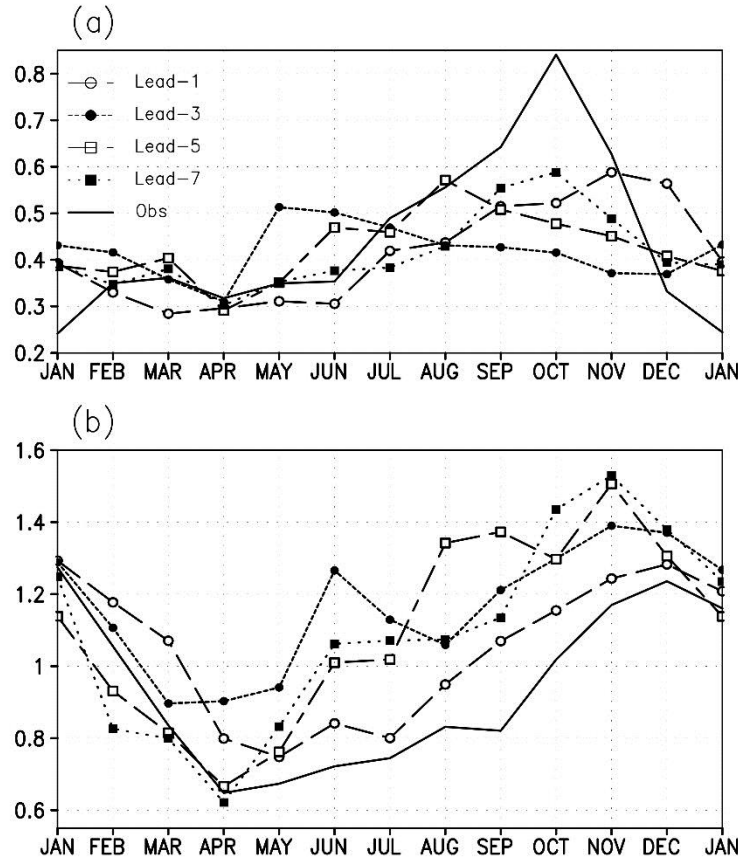 (a)
0.8
0.7
0.6
0.5
0.4
0.3
0.2
Lead-1
Lead-3
Lead-5
Lead-7
Obs
JAN FEB MAR APR MAY JUN JUL AUG SEP OCT NOV DEC JAN
(b)
1.6
1.4
1.2
1
0.8
0.6
JAN FEB MAR APR MAY JUN JUL AUG SEP OCT NOV DEC JAN